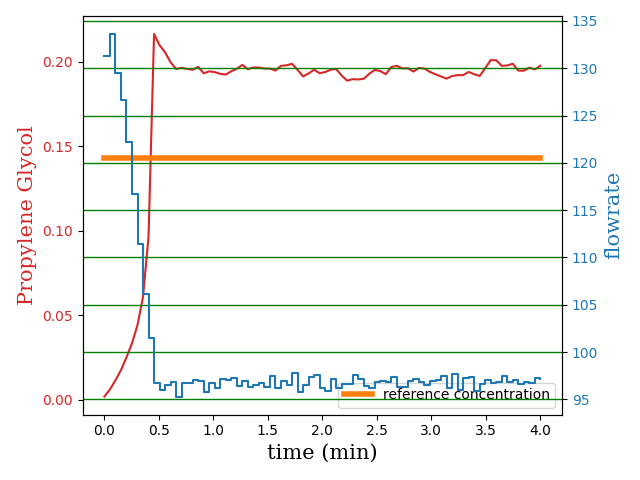 Propylene Glycol
0.20
0.15
0.10
0.05
0.00
135
130
125
120
115
110
105
100
95
flowrate
reference concentration
0.0 0.5 1.0 1.5 2.0 2.5 3.0 3.5 4.0
time (min)